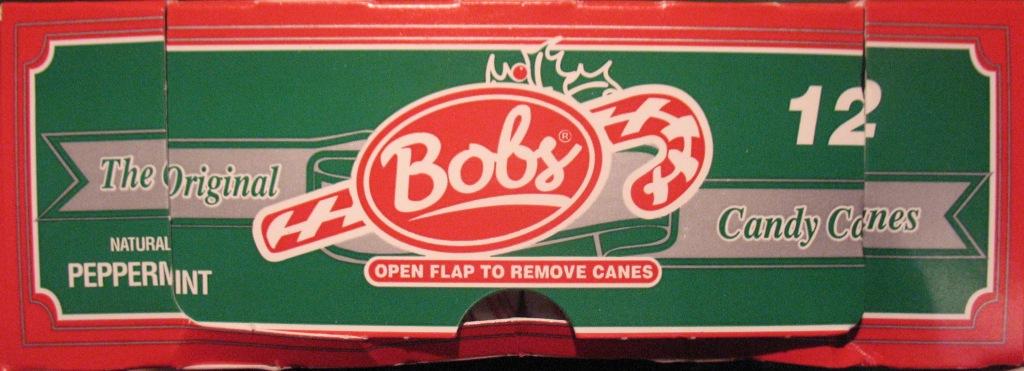 12
Bobs®
The Original
Candy Canes
NATURAL
PEPPERMINT
OPEN FLAP TO REMOVE CANES